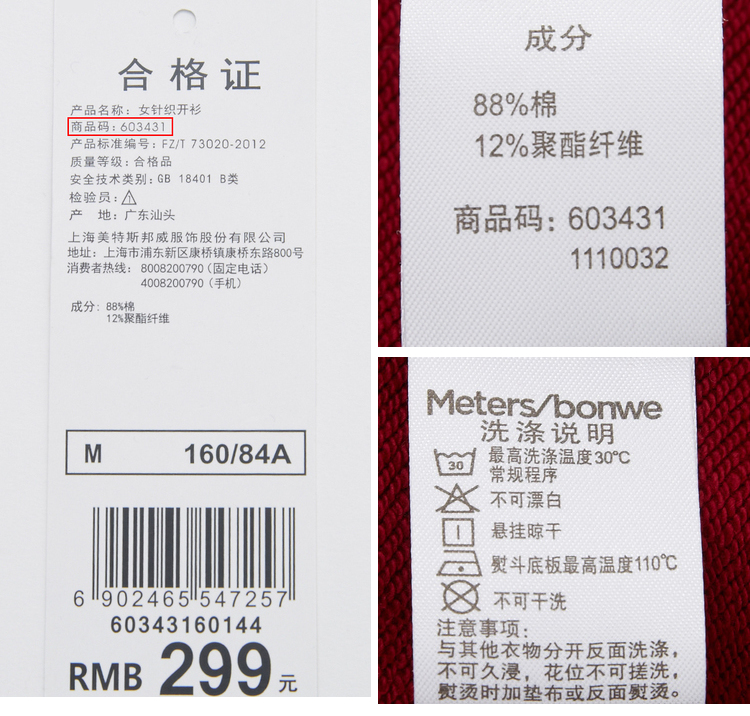 合格证
产品名称：女针织开衫
商品码：603431
产品标准编号：FZ/T 73020-2012
质量等级：合格品
安全技术类别：GB 18401 B类
检验员：
产 地：广东汕头
上海美特斯邦威服饰股份有限公司
地址：上海市浦东新区康桥镇康桥东路800号
消费者热线：8008200790（固定电话）
4008200790（手机）
成分：88%棉
12%聚酯纤维
M 160/84A
6 902465 547257
60343160144
RMB 299元
成分
88%棉
12%聚酯纤维
商品码：603431
1110032
Meters/bonwe
洗涤说明
30
最高洗涤温度30℃
常规程序
不可漂白
悬挂晾干
熨斗底板最高温度110℃
不可干洗
注意事项：
与其他衣物分开反面洗涤，
不可久浸，花位不可搓洗，
熨烫时加垫布或反面熨烫。